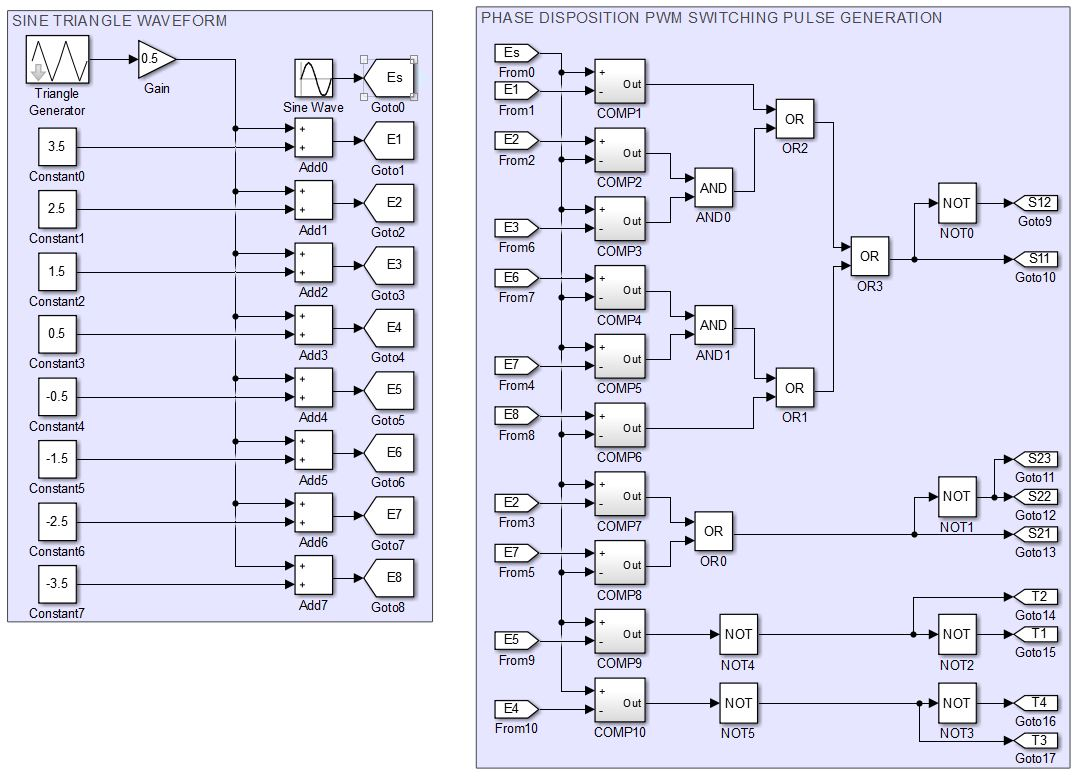 SINE TRIANGLE WAVEFORM
Triangle
Generator
0.5
Gain
Sine Wave
Es
Goto0
3.5
Constant0
+
+
Add0
E1
Goto1
2.5
Constant1
+
+
Add1
E2
Goto2
1.5
Constant2
+
+
Add2
E3
Goto3
0.5
Constant3
+
+
Add3
E4
Goto4
-0.5
Constant4
+
+
Add4
E5
Goto5
-1.5
Constant5
+
+
Add5
E6
Goto6
-2.5
Constant6
+
+
Add6
E7
Goto7
-3.5
Constant7
+
+
Add7
E8
Goto8
PHASE DISPOSITION PWM SWITCHING PULSE GENERATION
Es
From0
E1
From1
+
-
Out
COMP1
E2
From2
+
-
Out
COMP2
E3
From6
+
-
Out
COMP3
AND
AND0
OR
OR2
E6
From7
+
-
Out
COMP4
E7
From4
+
-
Out
COMP5
AND
AND1
E8
From8
+
-
Out
COMP6
OR
OR1
OR
OR3
NOT
NOT0
S12
Goto9
S11
Goto10
E2
From3
+
-
Out
COMP7
E7
From5
+
-
Out
COMP8
OR
OR0
NOT
NOT1
S23
Goto11
S22
Goto12
S21
Goto13
E5
From9
+
-
Out
COMP9
NOT
NOT4
NOT
NOT2
T2
Goto14
T1
Goto15
E4
From10
+
-
Out
COMP10
NOT
NOT5
NOT
NOT3
T4
Goto16
T3
Goto17